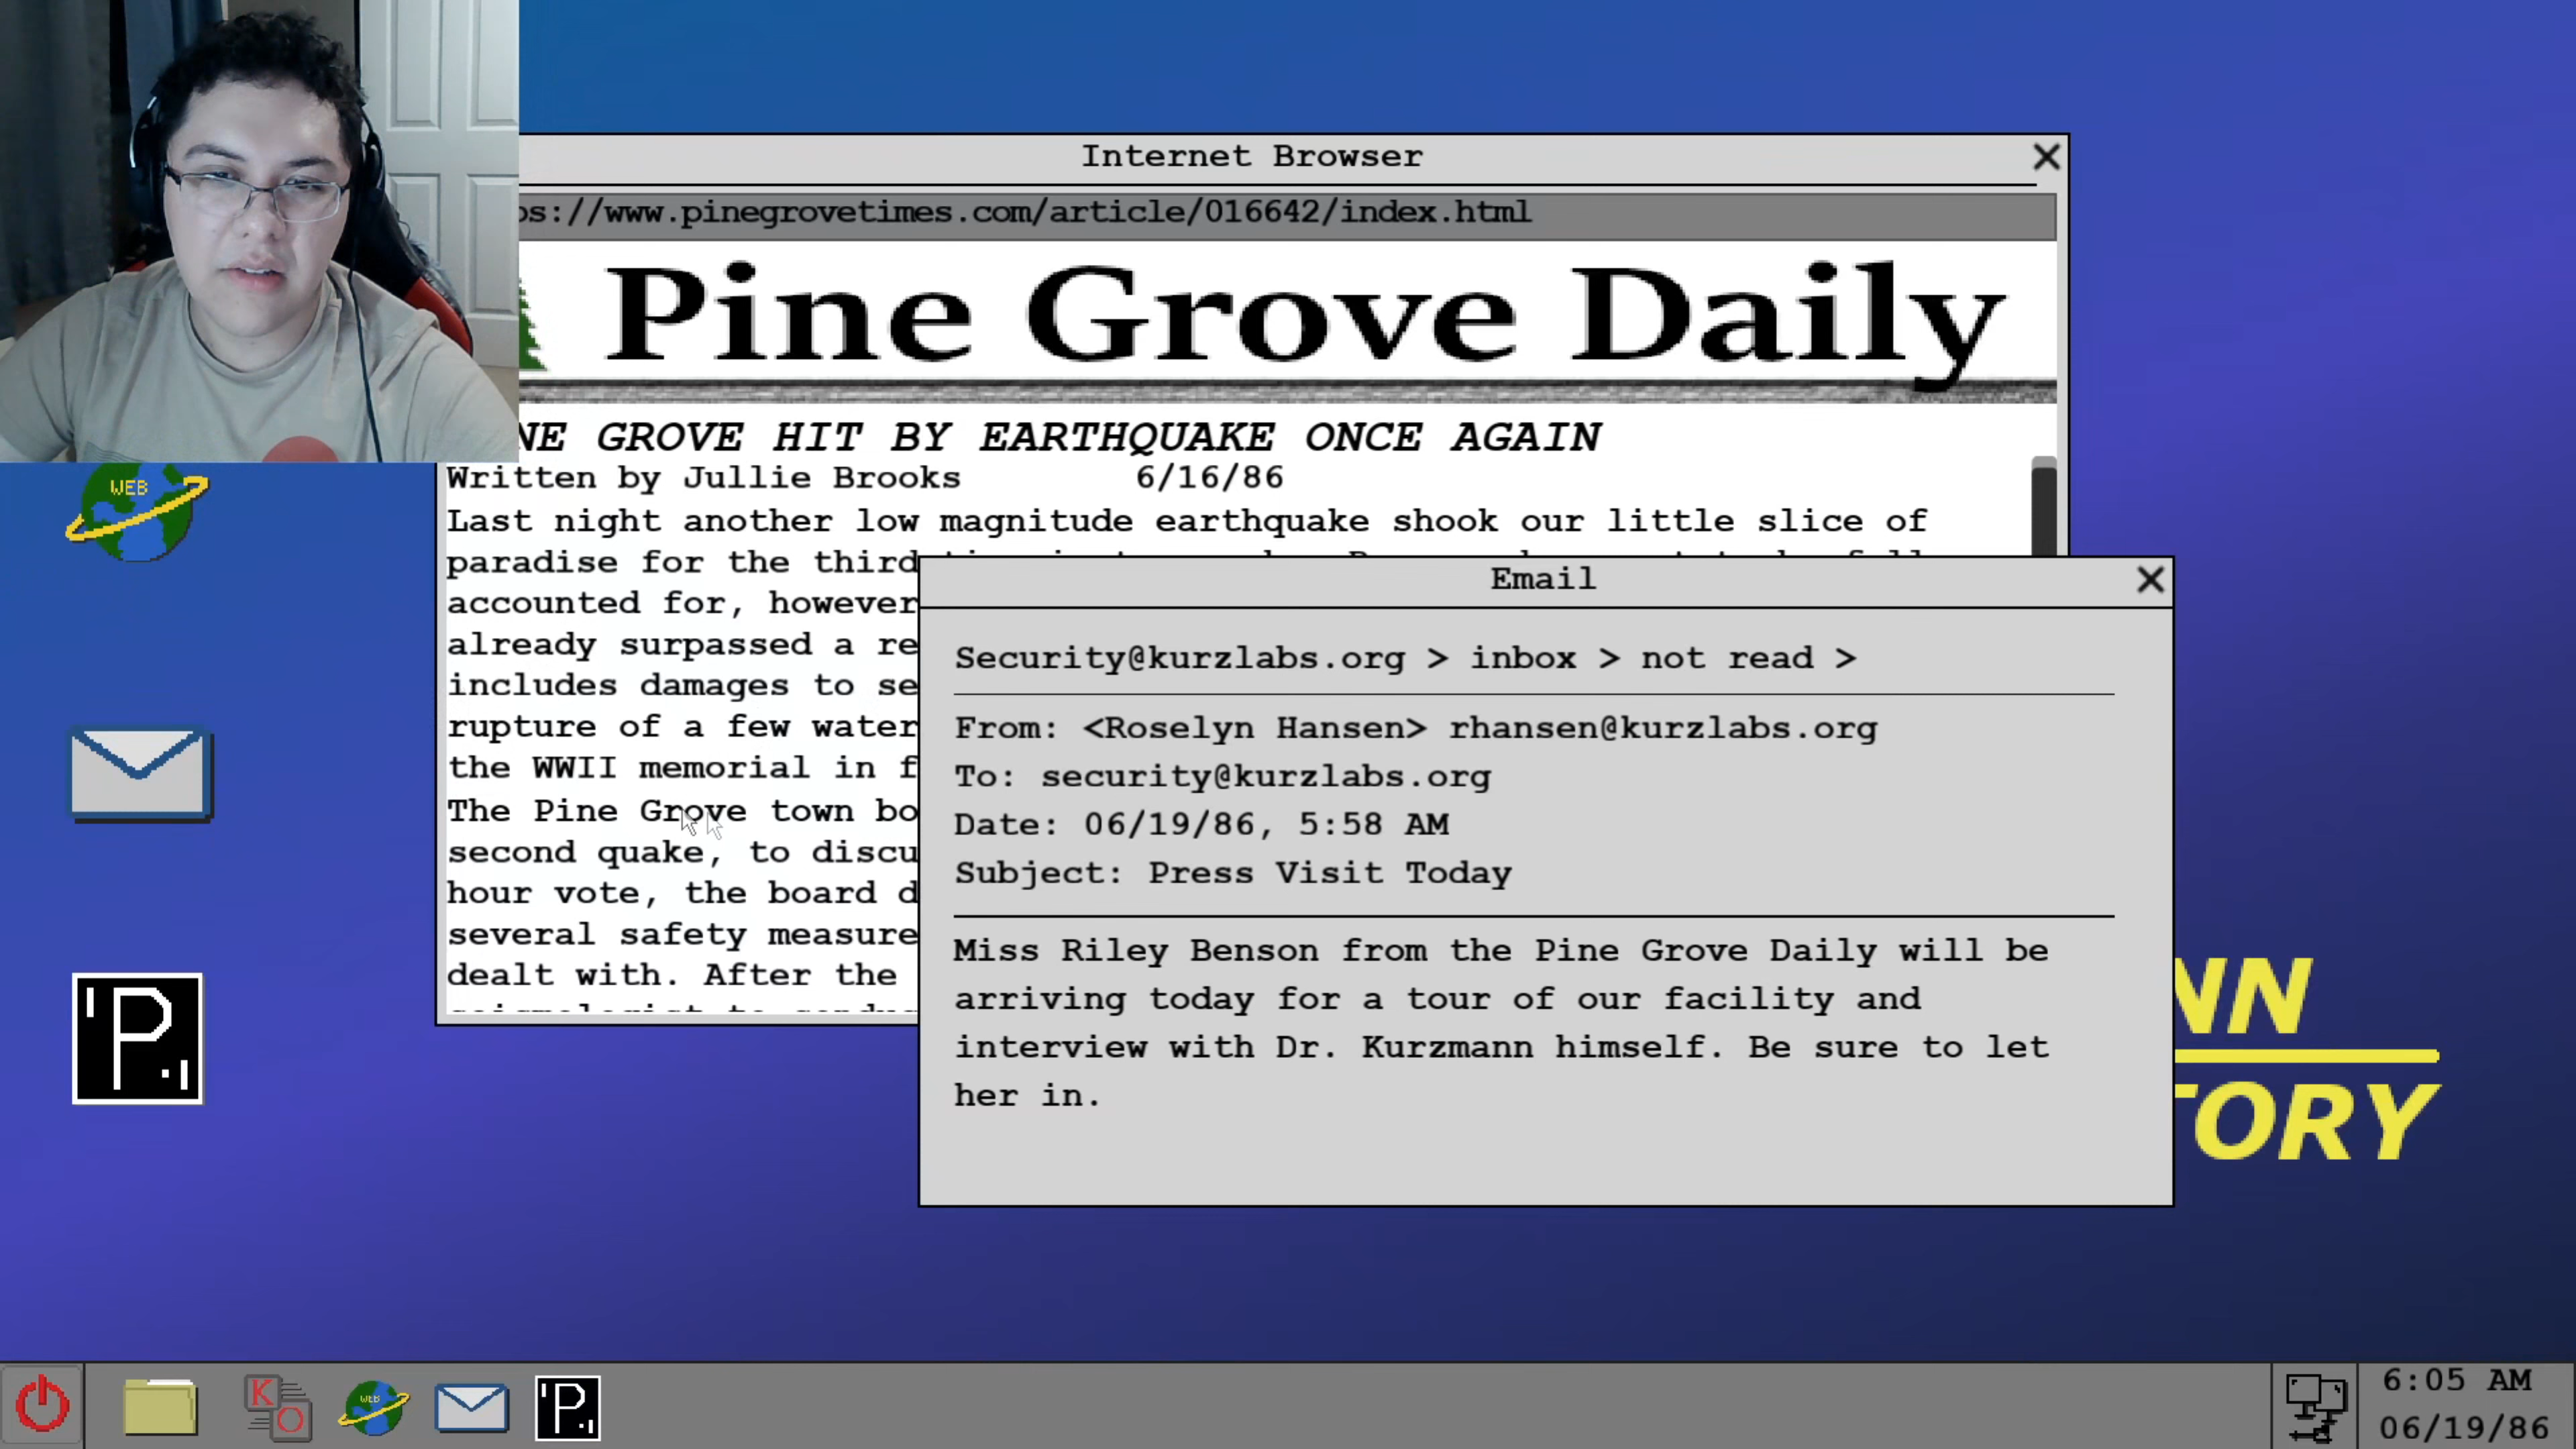 Internet Browser
ps://www.pinegrovetimes.com/article/016642/index.html
Pine Grove Daily
NE GROVE HIT BY EARTHQUAKE ONCE AGAIN
Written by Jullie Brooks 6/16/86
Last night another low magnitude earthquake shook our little slice of
paradise for the third
accounted for, however
already surpassed a re
includes damages to se
rupture of a few water
the WWII memorial in f
The Pine Grove town bo
second quake, to discu
hour vote, the board d
several safety measure
dealt with. After the
Email
Security@kurzlabs.org > inbox > not read >
From: <Roselyn Hansen> rhansen@kurzlabs.org
To: security@kurzlabs.org
Date: 06/19/86, 5:58 AM
Subject: Press Visit Today
Miss Riley Benson from the Pine Grove Daily will be
arriving today for a tour of our facility and
interview with Dr. Kurzmann himself. Be sure to let
her in.
WEB
'P.ı
NN
TORY
K
O
WEB
'P.ı
6:05 AM
06/19/86